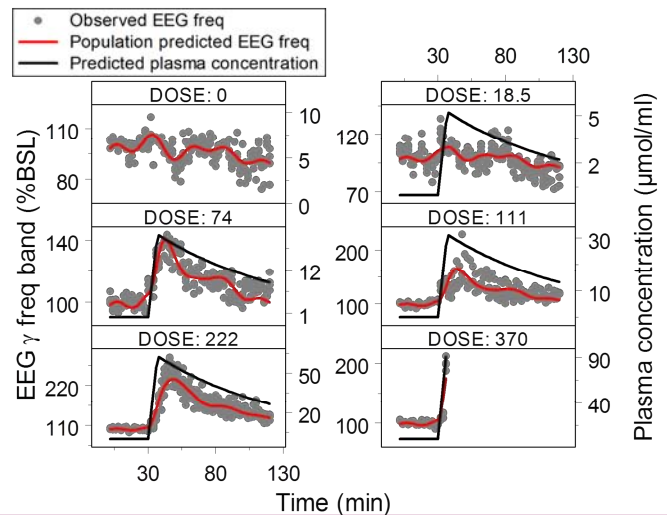 Observed EEG freq
Population predicted EEG freq
Predicted plasma concentration
30 80 130
DOSE: 0
DOSE: 18.5
110
80
10
5
0
120
70
5
2
DOSE: 74
DOSE: 111
140
100
12
1
200
100
30
10
DOSE: 222
DOSE: 370
220
110
50
20
200
100
90
40
30 80 130
EEG γ freq band (%BSL)
Plasma concentration (μmol/ml)
Time (min)